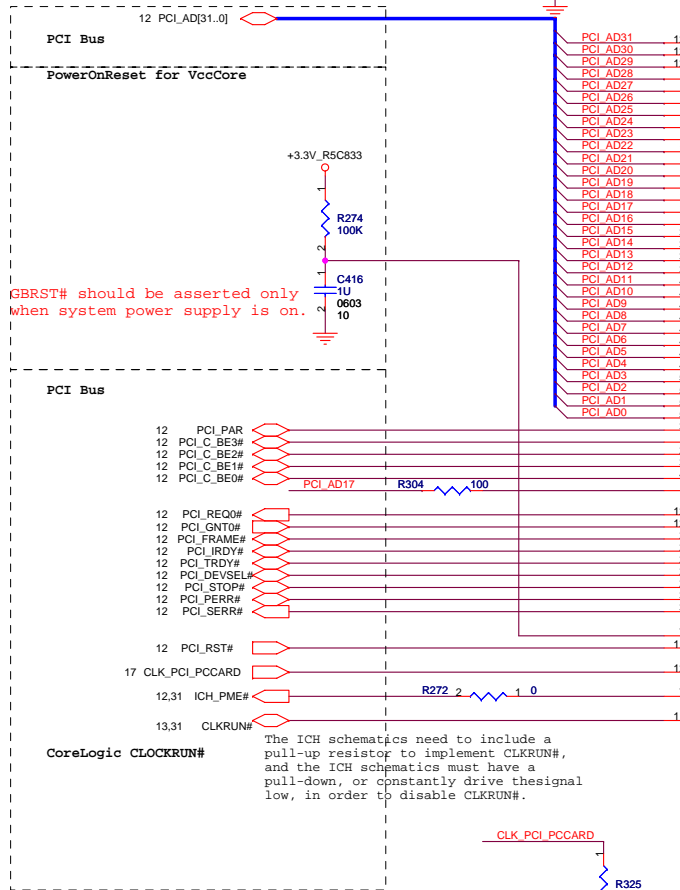 12 PCI_AD[31..0]
PCI Bus
PowerOnReset for VccCore
+3.3V_R5C833
1
R274
100K
2
1
C416
1U
0603
2
10
GBRST# should be asserted only
when system power supply is on.
PCI_AD31
PCI_AD30
PCI_AD29
PCI_AD28
PCI_AD27
PCI_AD26
PCI_AD25
PCI_AD24
PCI_AD23
PCI_AD22
PCI_AD21
PCI_AD20
PCI_AD19
PCI_AD18
PCI_AD17
PCI_AD16
PCI_AD15
PCI_AD14
PCI_AD13
PCI_AD12
PCI_AD11
PCI_AD10
PCI_AD9
PCI_AD8
PCI_AD7
PCI_AD6
PCI_AD5
PCI_AD4
PCI_AD3
PCI_AD2
PCI_AD1
PCI_AD0
PCI Bus
12 PCI_PAR
12 PCI_C_BE3#
12 PCI_C_BE2#
12 PCI_C_BE1#
12 PCI_C_BE0#
PCI_AD17 R304 100
12 PCI_REQ0#
12 PCI_GNT0#
12 PCI_FRAME#
12 PCI_IRDY#
12 PCI_TRDY#
12 PCI_DEVSEL#
12 PCI_STOP#
12 PCI_PERR#
12 PCI_SERR#
12 PCI_RST#
17 CLK_PCI_PCCARD
12,31 ICH_PME# R272 2 1 0
13,31 CLKRUN#
CoreLogic CLOCKRUN#
The ICH schematics need to include a
pull-up resistor to implement CLKRUN#,
and the ICH schematics must have a
pull-down, or constantly drive thesignal
low, in order to disable CLKRUN#.
CLK_PCI_PCCARD
1
R325